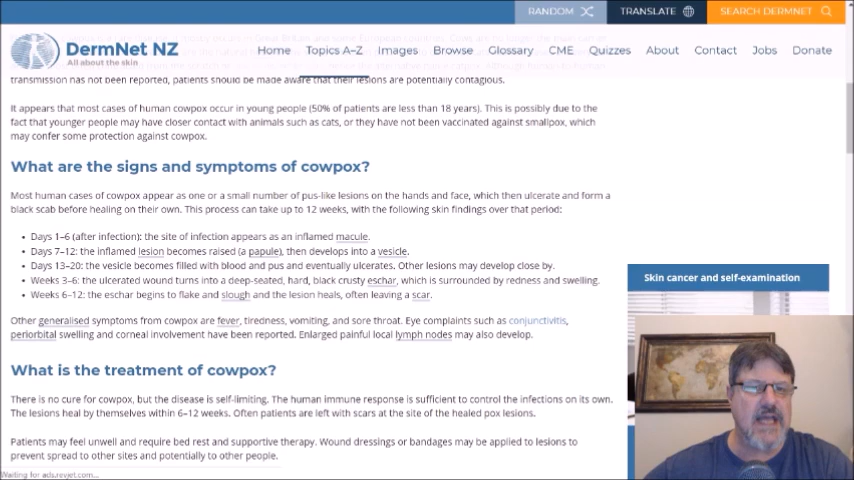 RANDOM
TRANSLATE
SEARCH DERMNET
DermNet NZ
All about the skin
Home Topics A–Z Images Browse Glossary CME Quizzes About Contact Jobs Donate
transmission has not been reported, patients should be made aware that their lesions are potentially contagious.
It appears that most cases of human cowpox occur in young people (50% of patients are less than 18 years). This is possibly due to the
fact that younger people may have closer contact with animals such as cats, or they have not been vaccinated against smallpox, which
may confer some protection against cowpox.
What are the signs and symptoms of cowpox?
Most human cases of cowpox appear as one or a small number of pus-like lesions on the hands and face, which then ulcerate and form a
black scab before healing on their own. This process can take up to 12 weeks, with the following skin findings over that period:
• Days 1–6 (after infection): the site of infection appears as an inflamed macule.
• Days 7–12: the inflamed lesion becomes raised (a papule), then develops into a vesicle.
• Days 13–20: the vesicle becomes filled with blood and pus and eventually ulcerates. Other lesions may develop close by.
• Weeks 3–6: the ulcerated wound turns into a deep-seated, hard, black crusty eschar, which is surrounded by redness and swelling.
• Weeks 6–12: the eschar begins to flake and slough and the lesion heals, often leaving a scar.
Skin cancer and self-examination
Other generalised symptoms from cowpox are fever, tiredness, vomiting, and sore throat. Eye complaints such as conjunctivitis,
periorbital swelling and corneal involvement have been reported. Enlarged painful local lymph nodes may also develop.
What is the treatment of cowpox?
There is no cure for cowpox, but the disease is self-limiting. The human immune response is sufficient to control the infections on its own.
The lesions heal by themselves within 6–12 weeks. Often patients are left with scars at the site of the healed pox lesions.
Patients may feel unwell and require bed rest and supportive therapy. Wound dressings or bandages may be applied to lesions to
prevent spread to other sites and potentially to other people.
Waiting for ads.revjet.com...